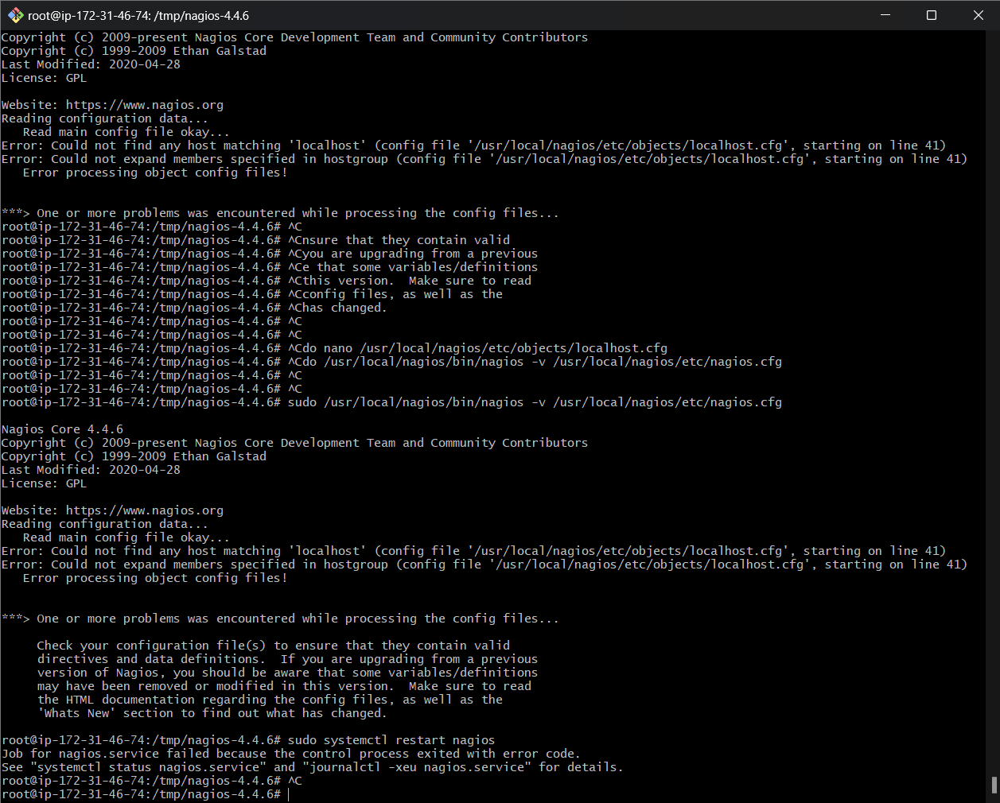 root@ip-172-31-46-74: /tmp/nagios-4.4.6
Copyright (c) 2009-present Nagios Core Development Team and Community Contributors
Copyright (c) 1999-2009 Ethan Galstad
Last Modified: 2020-04-28
License: GPL
Website: https://www.nagios.org
Reading configuration data...
   Read main config file okay...
Error: Could not find any host matching 'localhost' (config file '/usr/local/nagios/etc/objects/localhost.cfg', starting on line 41)
Error: Could not expand members specified in hostgroup (config file '/usr/local/nagios/etc/objects/localhost.cfg', starting on line 41)
   Error processing object config files!
***> One or more problems was encountered while processing the config files...
root@ip-172-31-46-74:/tmp/nagios-4.4.6# ^C
root@ip-172-31-46-74:/tmp/nagios-4.4.6# ^Cnsure that they contain valid
root@ip-172-31-46-74:/tmp/nagios-4.4.6# ^Cyou are upgrading from a previous
root@ip-172-31-46-74:/tmp/nagios-4.4.6# ^Ce that some variables/definitions
root@ip-172-31-46-74:/tmp/nagios-4.4.6# ^Cthis version.  Make sure to read
root@ip-172-31-46-74:/tmp/nagios-4.4.6# ^Cconfig files, as well as the
root@ip-172-31-46-74:/tmp/nagios-4.4.6# ^Chas changed.
root@ip-172-31-46-74:/tmp/nagios-4.4.6# ^C
root@ip-172-31-46-74:/tmp/nagios-4.4.6# ^C
root@ip-172-31-46-74:/tmp/nagios-4.4.6# ^Cdo nano /usr/local/nagios/etc/objects/localhost.cfg
root@ip-172-31-46-74:/tmp/nagios-4.4.6# ^Cdo /usr/local/nagios/bin/nagios -v /usr/local/nagios/etc/nagios.cfg
root@ip-172-31-46-74:/tmp/nagios-4.4.6# ^C
root@ip-172-31-46-74:/tmp/nagios-4.4.6# ^C
root@ip-172-31-46-74:/tmp/nagios-4.4.6# sudo /usr/local/nagios/bin/nagios -v /usr/local/nagios/etc/nagios.cfg
Nagios Core 4.4.6
Copyright (c) 2009-present Nagios Core Development Team and Community Contributors
Copyright (c) 1999-2009 Ethan Galstad
Last Modified: 2020-04-28
License: GPL
Website: https://www.nagios.org
Reading configuration data...
   Read main config file okay...
Error: Could not find any host matching 'localhost' (config file '/usr/local/nagios/etc/objects/localhost.cfg', starting on line 41)
Error: Could not expand members specified in hostgroup (config file '/usr/local/nagios/etc/objects/localhost.cfg', starting on line 41)
   Error processing object config files!
***> One or more problems was encountered while processing the config files...
     Check your configuration file(s) to ensure that they contain valid
     directives and data definitions.  If you are upgrading from a previous
     version of Nagios, you should be aware that some variables/definitions
     may have been removed or modified in this version.  Make sure to read
     the HTML documentation regarding the config files, as well as the
     'Whats New' section to find out what has changed.
root@ip-172-31-46-74:/tmp/nagios-4.4.6# sudo systemctl restart nagios
Job for nagios.service failed because the control process exited with error code.
See "systemctl status nagios.service" and "journalctl -xeu nagios.service" for details.
root@ip-172-31-46-74:/tmp/nagios-4.4.6# ^C
root@ip-172-31-46-74:/tmp/nagios-4.4.6#